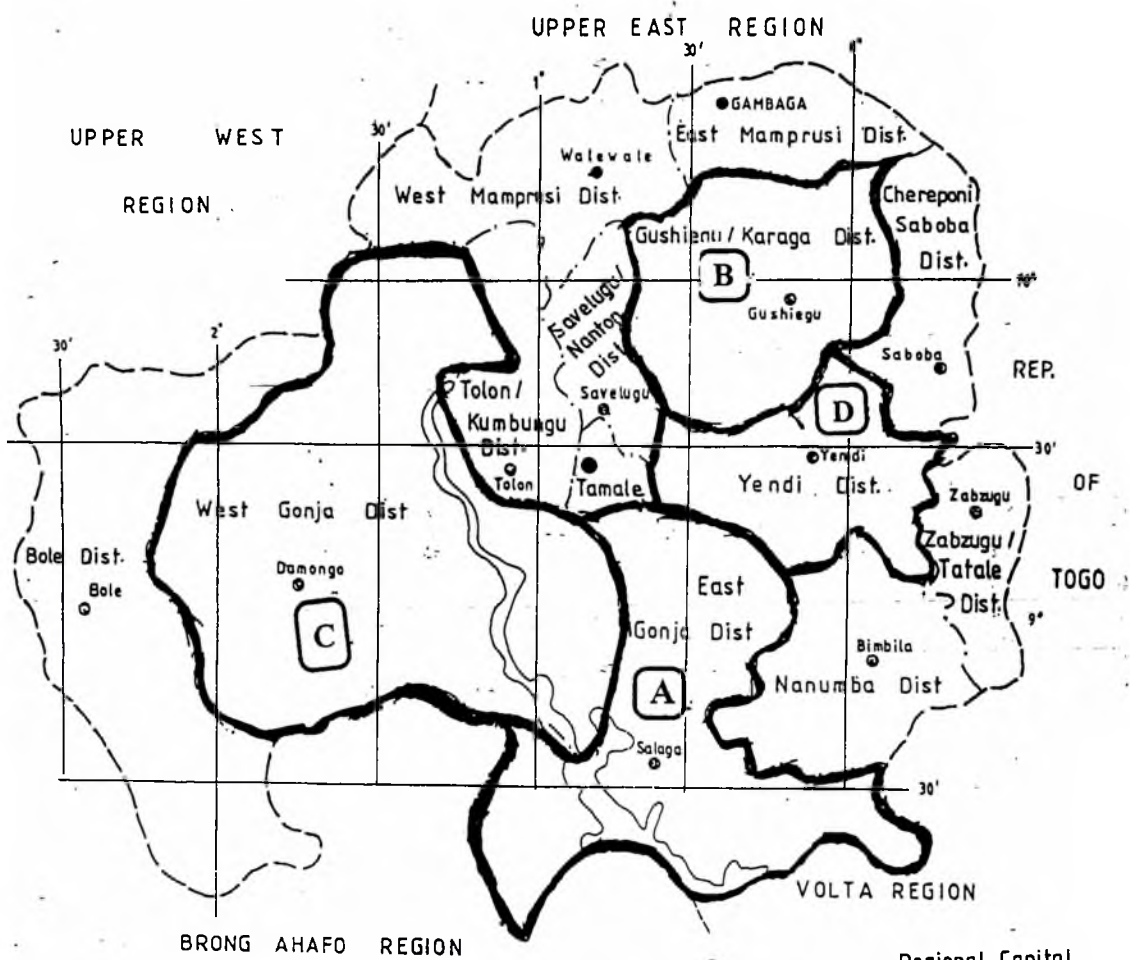 UPPER EAST REGION
30'
0°
1°
GAMBAGA
UPPER WEST
30'
East Mamprusi Dist.
Walewale
REGION
West Mamprusi Dist.
Chereponi
Saboba
Dist.
Gushienu/Karaga Dist.
B
10°
Gushiegu
Savelugu/
Nanton
Dist
30'
2°
Saboba
REP.
Tolon/
Kumbungu
Dist.
Savelugu
D
30'
Tolon
Tamale
Yendi
Yendi Dist.
OF
Zabzugu
West Gonja Dist
Zabzugu/
Tatale
Dist.
Bole Dist.
Bole
Damongo
East
Gonja Dist
TOGO
9°
C
Bimbila
A
Nanumba Dist
Salaga
30'
VOLTA REGION
BRONG AHAFO REGION
Regional Capital